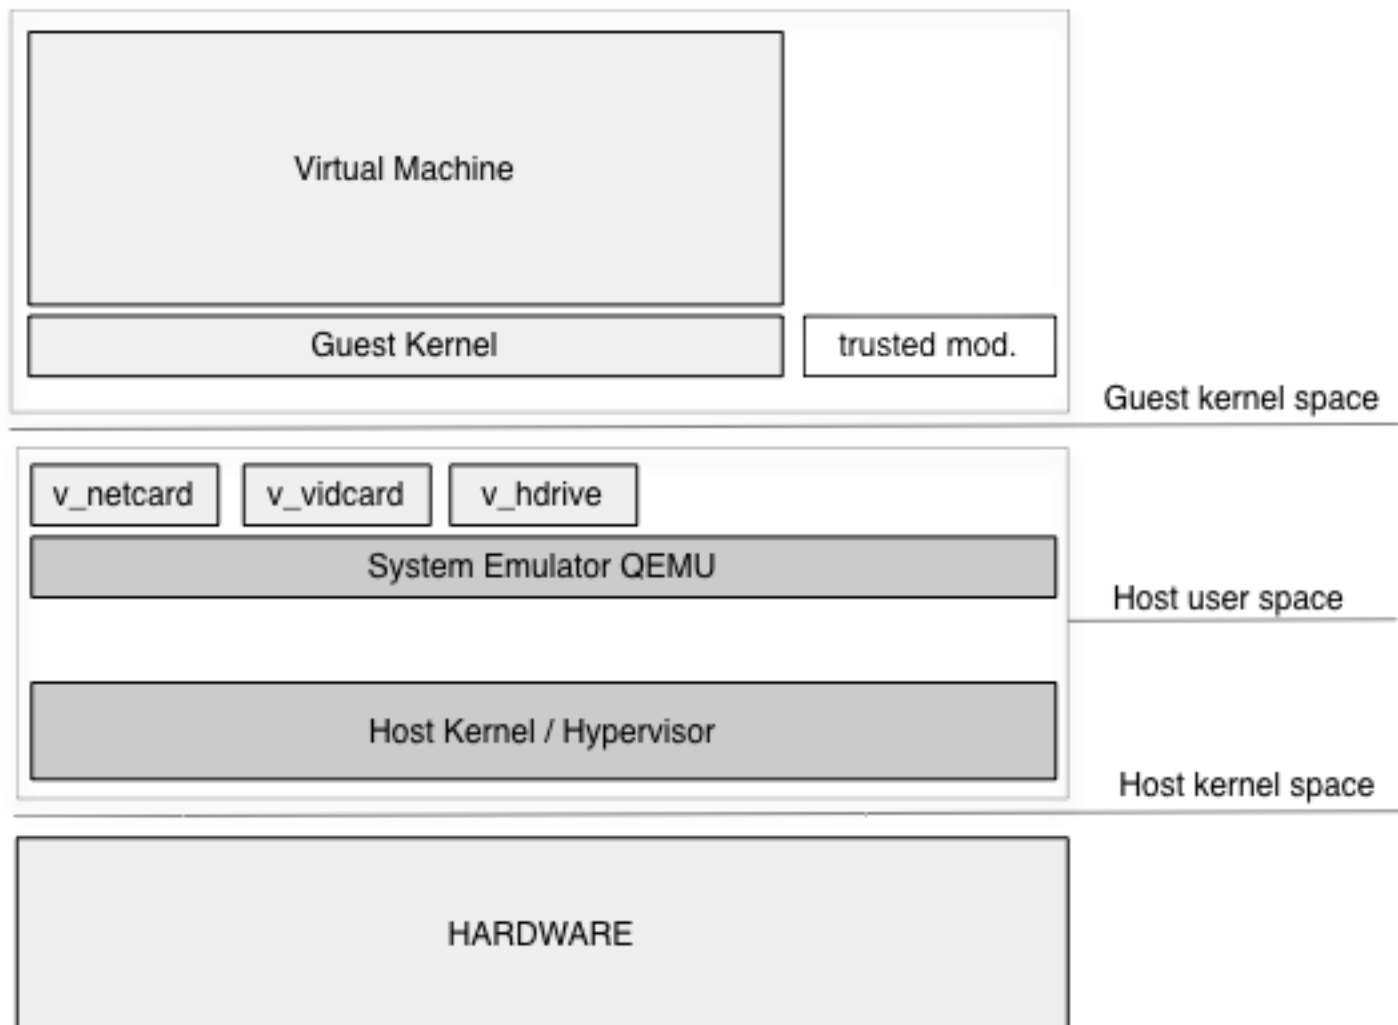 Virtual Machine
Guest Kernel
trusted mod.
Guest kernel space
v_netcard
v_vidcard
v_hdrive
System Emulator QEMU
Host user space
Host Kernel / Hypervisor
Host kernel space
HARDWARE